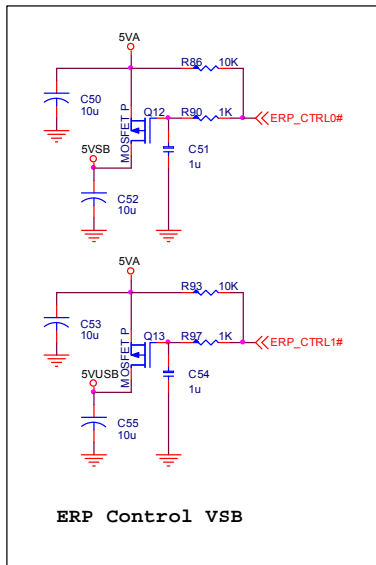 5VA
R86 10K
C50
10u
MOSFET P
Q12
R90 1K
ERP_CTRL0#
5VSB
C51
1u
C52
10u
5VA
R93 10K
C53
10u
MOSFET P
Q13
R97 1K
ERP_CTRL1#
5VUSB
C54
1u
C55
10u
ERP Control VSB